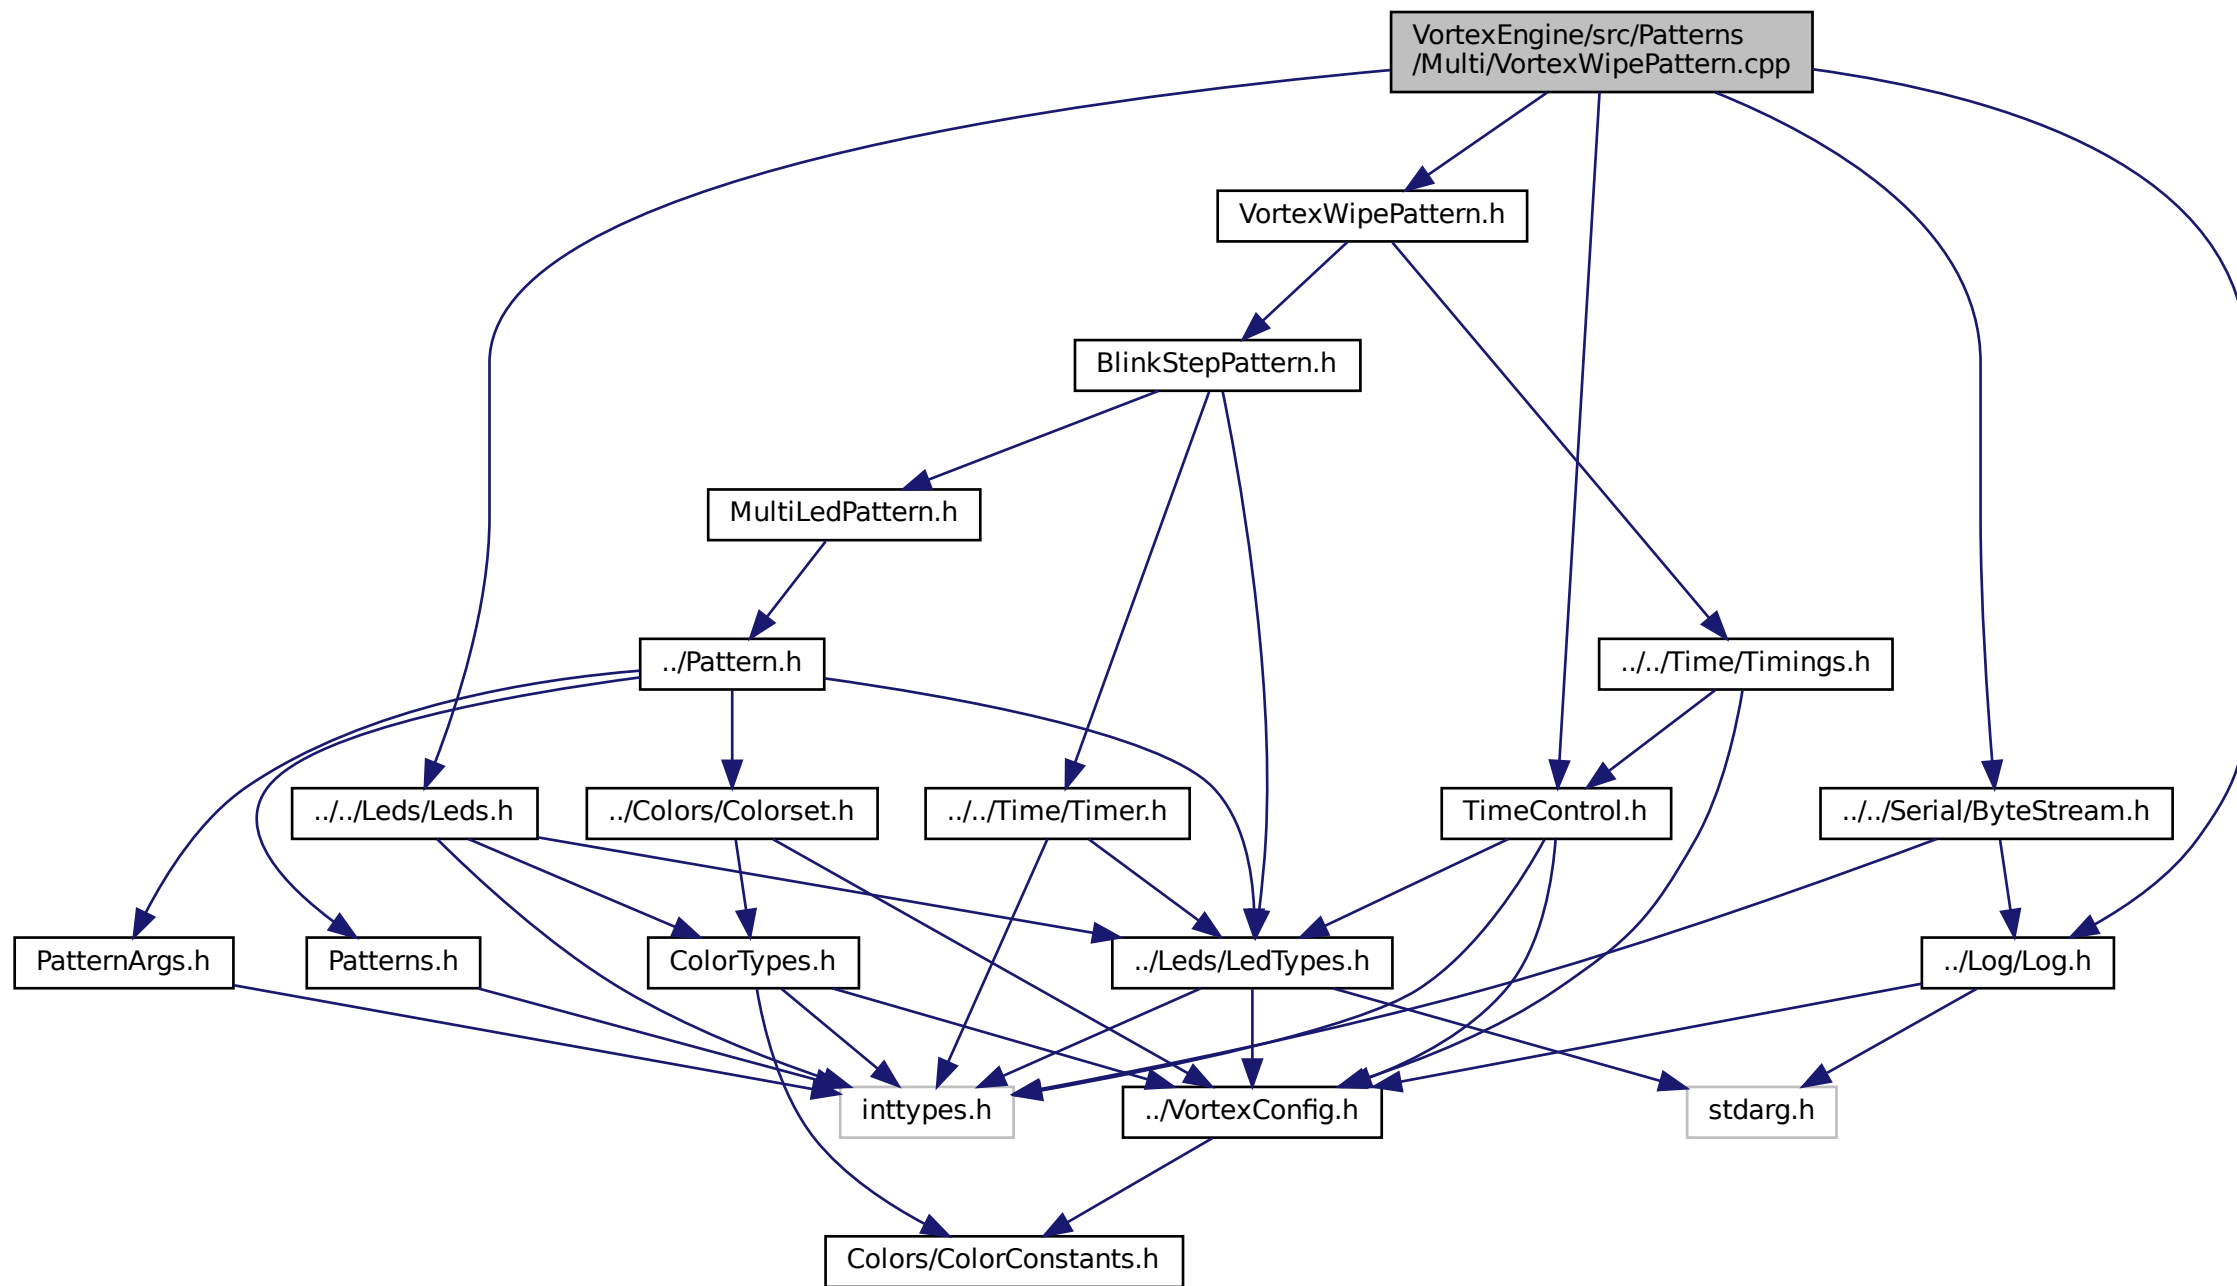 VortexEngine/src/Patterns
/Multi/VortexWipePattern.cpp
VortexWipePattern.h
BlinkStepPattern.h
MultiLedPattern.h
../Pattern.h
../../Time/Timings.h
../../Leds/Leds.h
../Colors/Colorset.h
../../Time/Timer.h
TimeControl.h
../../Serial/ByteStream.h
PatternArgs.h
Patterns.h
ColorTypes.h
../Leds/LedTypes.h
../Log/Log.h
inttypes.h
../VortexConfig.h
stdarg.h
Colors/ColorConstants.h